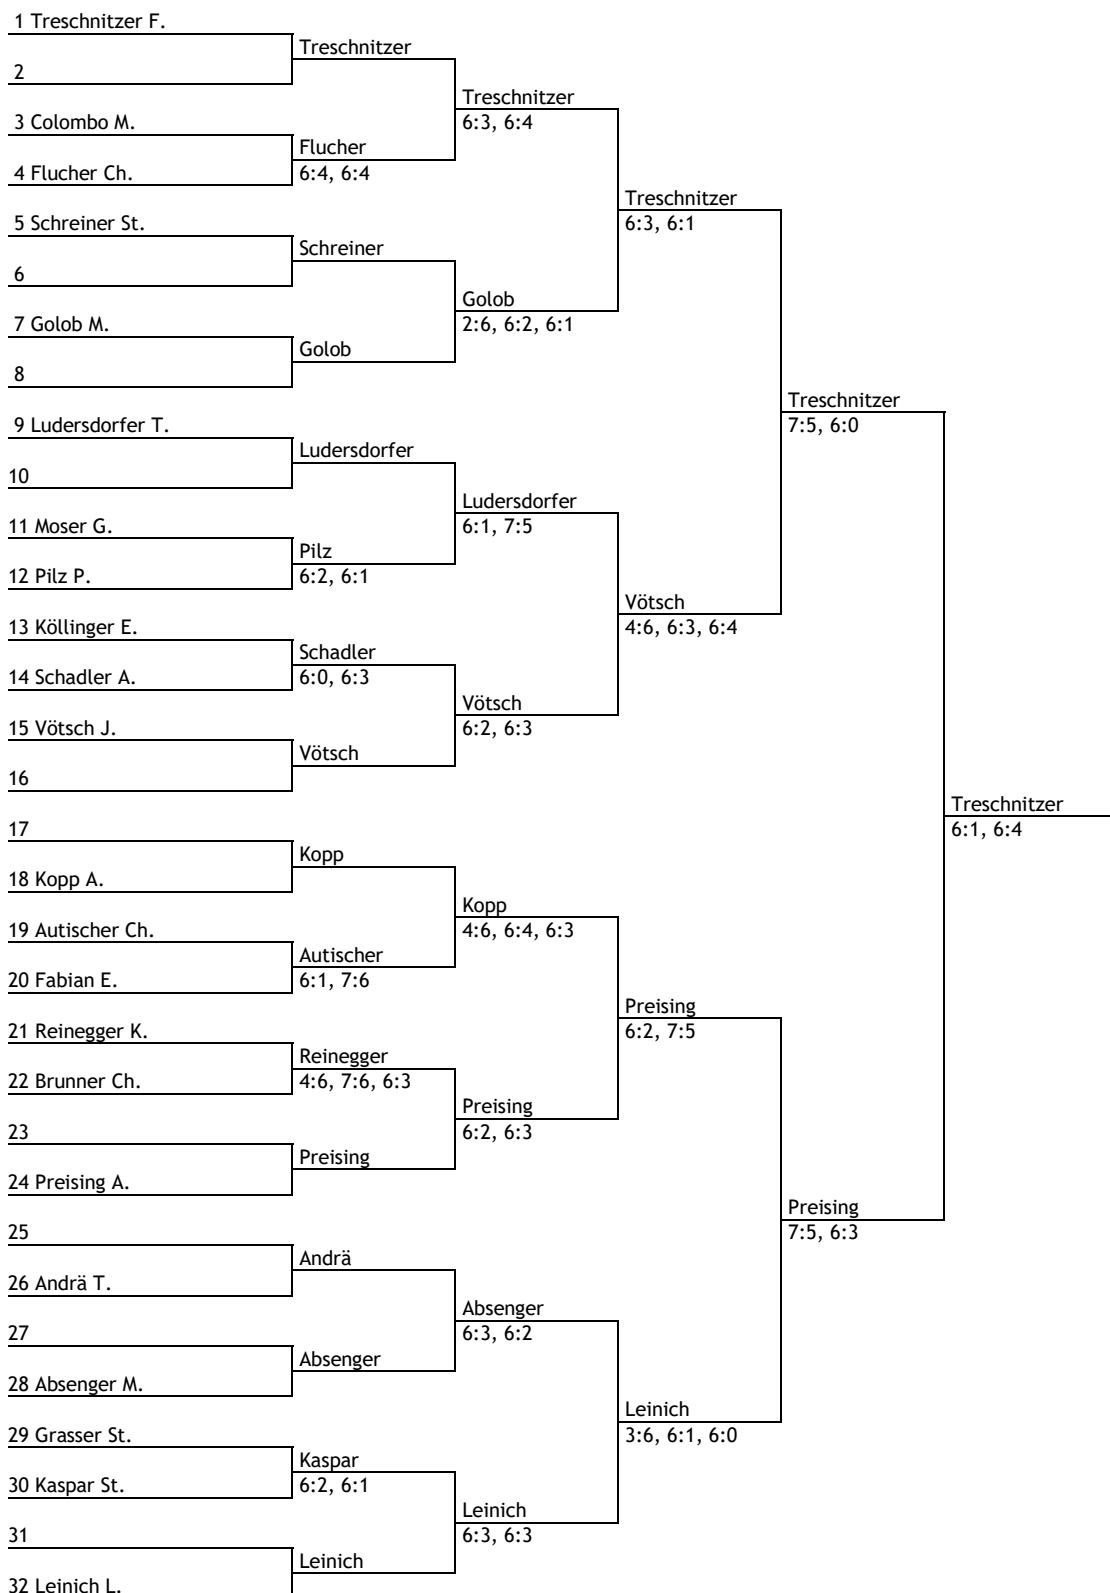 1 Treschnitzer F.
Treschnitzer
2
Treschnitzer
6:3, 6:4
3 Colombo M.
Flucher
6:4, 6:4
4 Flucher Ch.
Treschnitzer
6:3, 6:1
5 Schreiner St.
Schreiner
6
Golob
2:6, 6:2, 6:1
7 Golob M.
Golob
8
Treschnitzer
7:5, 6:0
9 Ludersdorfer T.
Ludersdorfer
10
Ludersdorfer
6:1, 7:5
11 Moser G.
Pilz
6:2, 6:1
12 Pilz P.
Vötsch
4:6, 6:3, 6:4
13 Köllinger E.
Schadler
6:0, 6:3
14 Schadler A.
Vötsch
6:2, 6:3
15 Vötsch J.
Vötsch
16
Treschnitzer
6:1, 6:4
17
Kopp
18 Kopp A.
Kopp
4:6, 6:4, 6:3
19 Autischer Ch.
Autischer
6:1, 7:6
20 Fabian E.
Preising
6:2, 7:5
21 Reinegger K.
Reinegger
4:6, 7:6, 6:3
22 Brunner Ch.
Preising
6:2, 6:3
23
Preising
24 Preising A.
Preising
7:5, 6:3
25
Andrä
26 Andrä T.
Absenger
6:3, 6:2
27
Absenger
28 Absenger M.
Leinich
3:6, 6:1, 6:0
29 Grasser St.
Kaspar
6:2, 6:1
30 Kaspar St.
Leinich
6:3, 6:3
31
Leinich
32 Leinich L.